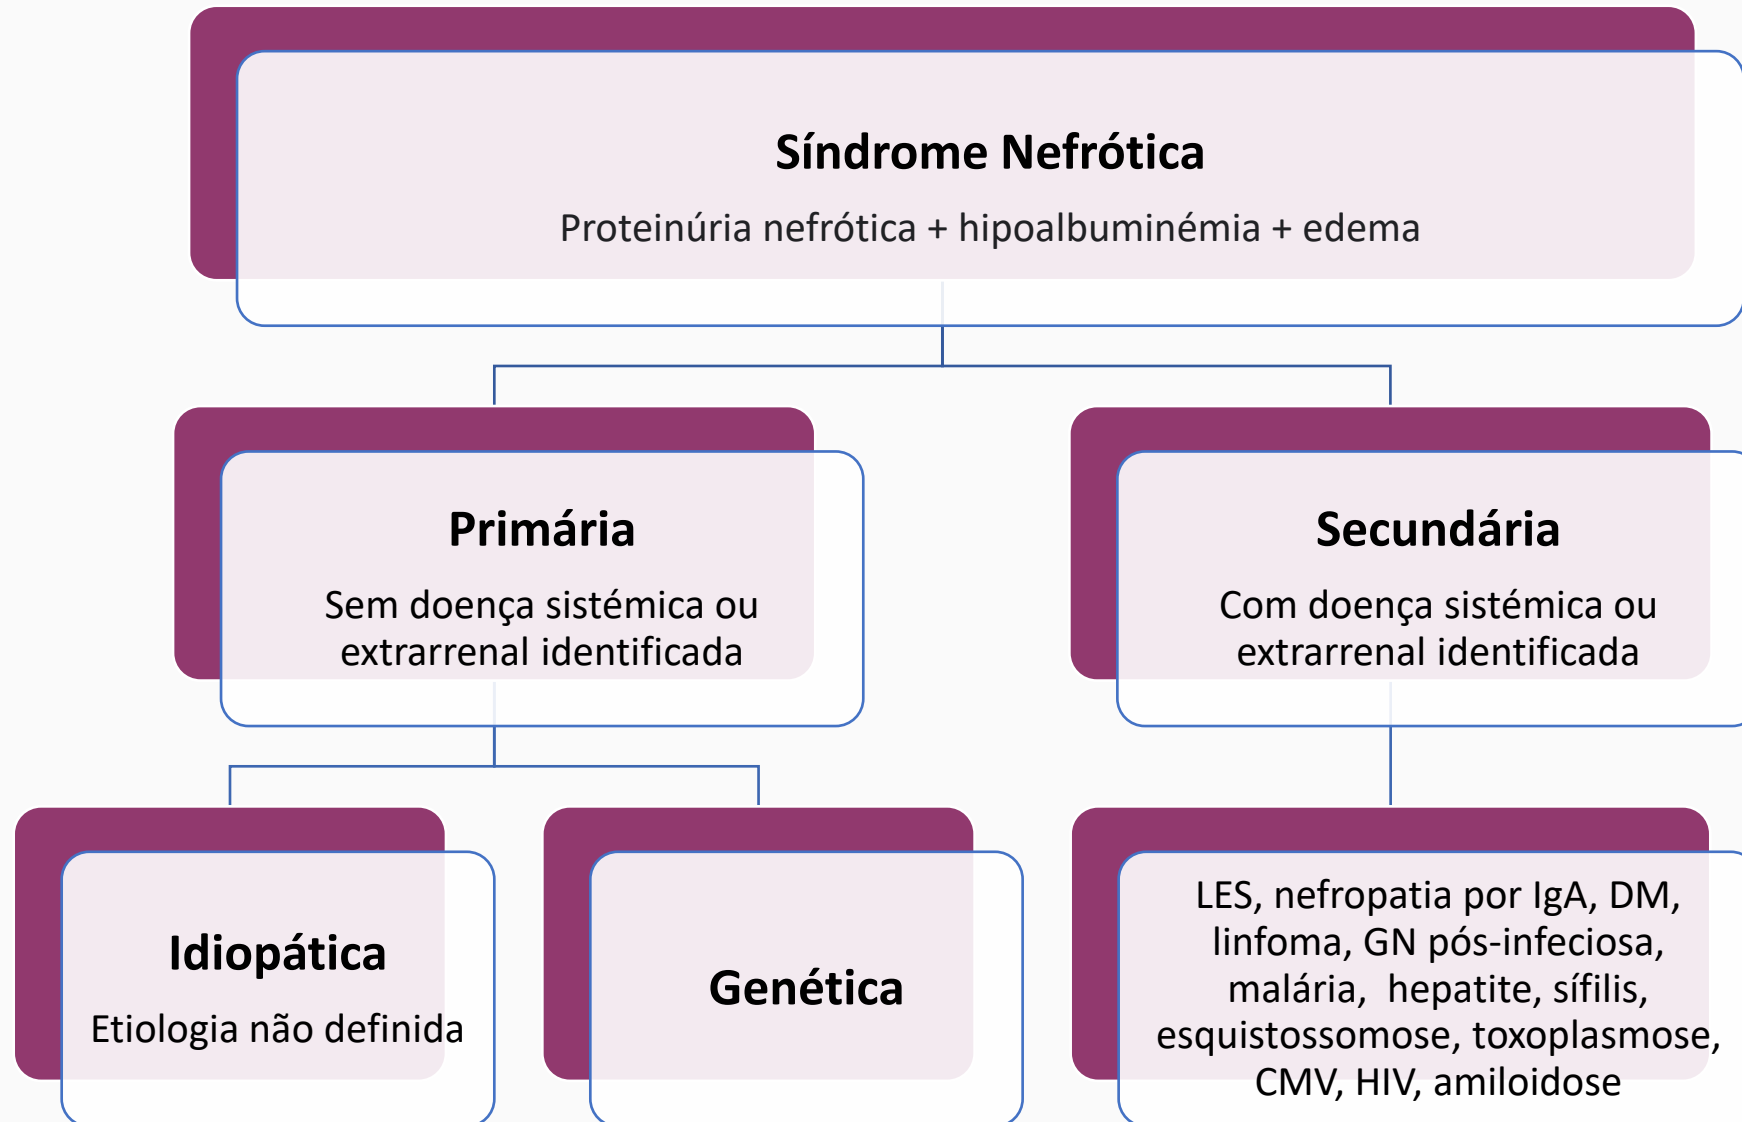 Síndrome Nefrótica
Proteinúria nefrótica + hipoalbuminémia + edema
Primária
Sem doença sistémica ou
extrarrenal identificada
Secundária
Com doença sistémica ou
extrarrenal identificada
Idiopática
Etiologia não definida
Genética
LES, nefropatia por IgA, DM,
linfoma, GN pós-infeciosa,
malária, hepatite, sífilis,
esquistossomose, toxoplasmose,
CMV, HIV, amiloidose